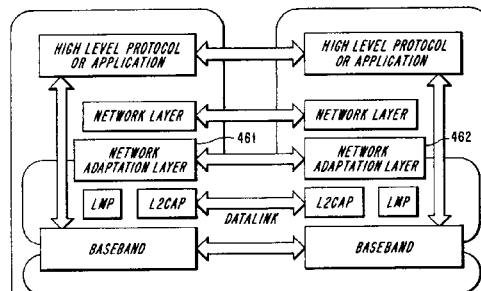 HIGH LEVEL PROTOCOL
OR APPLICATION
HIGH LEVEL PROTOCOL
OR APPLICATION
NETWORK LAYER
NETWORK LAYER
461
462
NETWORK
ADAPTATION LAYER
NETWORK
ADAPTATION LAYER
LMP
L2CAP
L2CAP
LMP
DATALINK
BASEBAND
BASEBAND